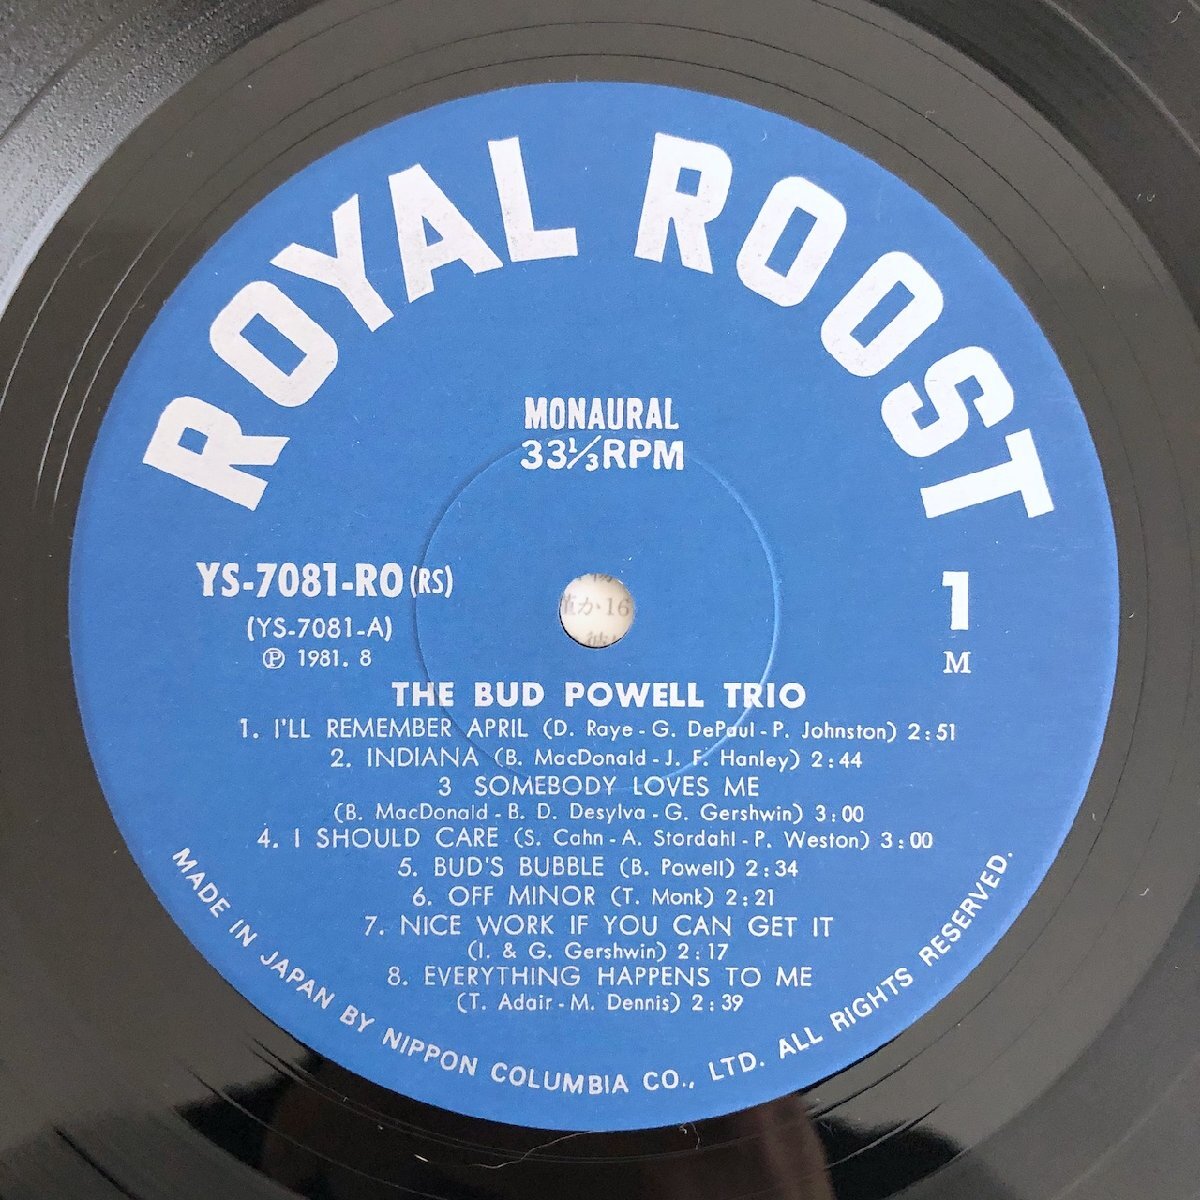 ROYAL ROOST
MONAURAL
33⅓RPM
YS-7081-RO(RS)
(YS-7081-A)
Ⓟ 1981. 8
1
M
か・16
THE BUD POWELL TRIO
1. I'LL REMEMBER APRIL (D. Raye - G. DePaul - P. Johnston) 2:51
2. INDIANA (B. MacDonald - J. F. Hanley) 2:44
3 SOMEBODY LOVES ME
(B. MacDonald - B. D. Desylva - G. Gershwin) 3:00
4. I SHOULD CARE (S. Cahn - A. Stordahl - P. Weston) 3:00
5. BUD'S BUBBLE (B. Powell) 2:34
6. OFF MINOR (T. Monk) 2:21
7. NICE WORK IF YOU CAN GET IT
(I. & G. Gershwin) 2:17
8. EVERYTHING HAPPENS TO ME
(T. Adair - M. Dennis) 2:39
MADE IN JAPAN BY NIPPON COLUMBIA CO., LTD. ALL RIGHTS RESERVED.